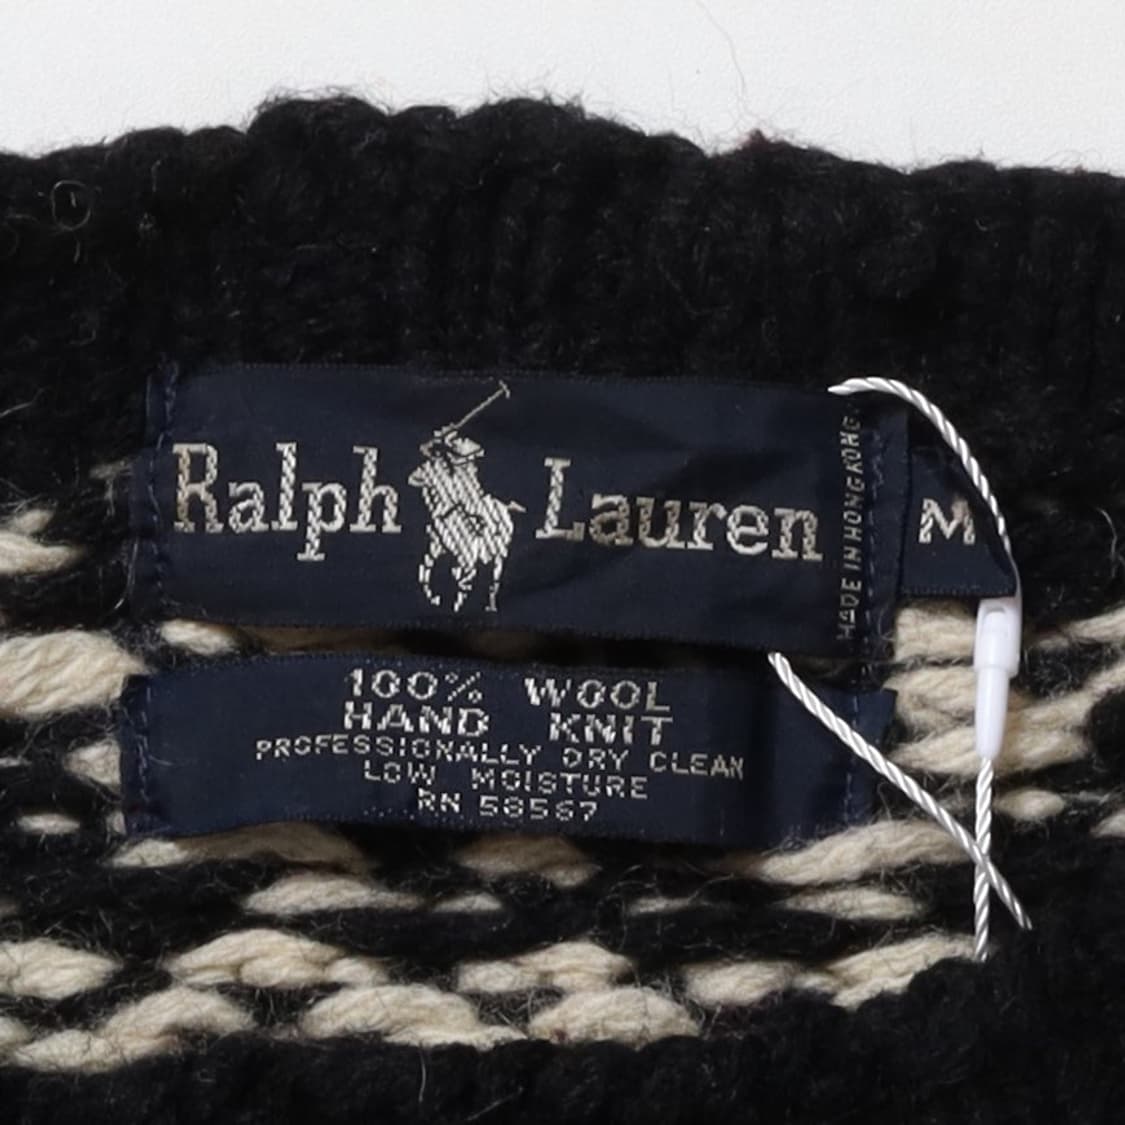 Ralph Lauren
MADE IN HONG KONG
M
100% WOOL
HAND KNIT
PROFESSIONALLY DRY CLEAN
LOW MOISTURE
RN 58567